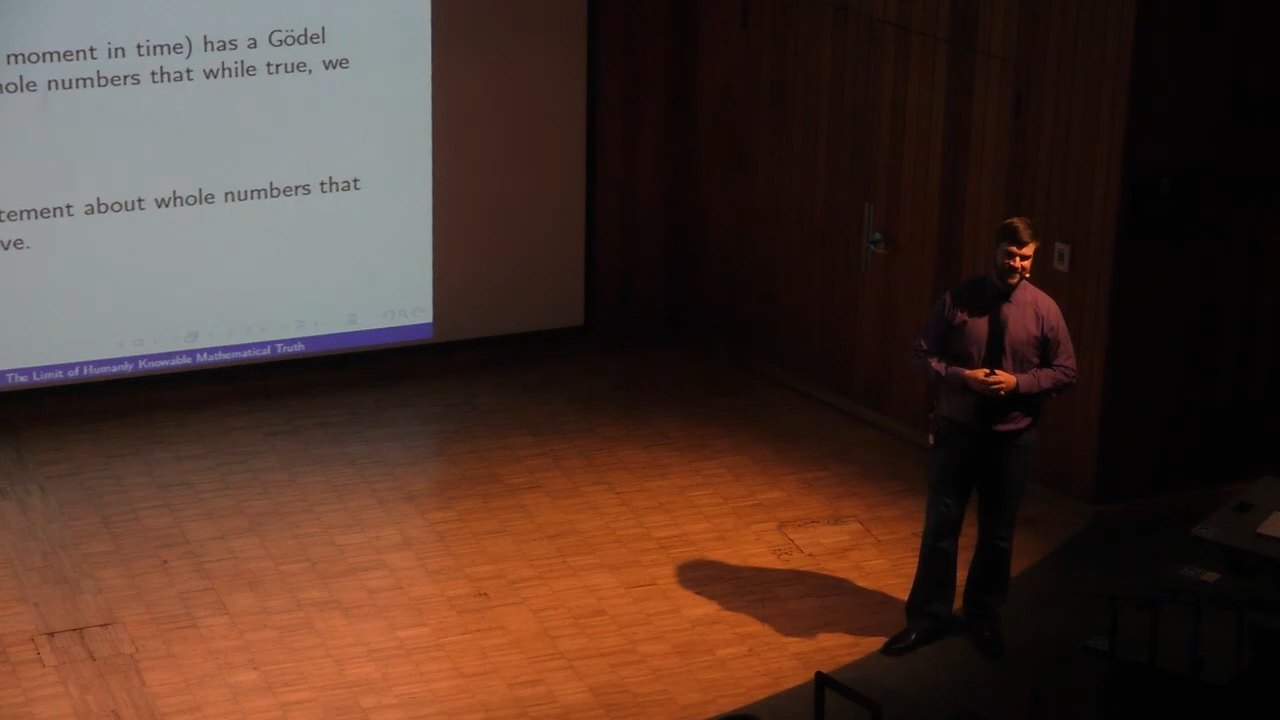 moment in time) has a Gödel
ole numbers that while true, we
tement about whole numbers that
ve.
The Limit of Humanly Knowable Mathematical Truth